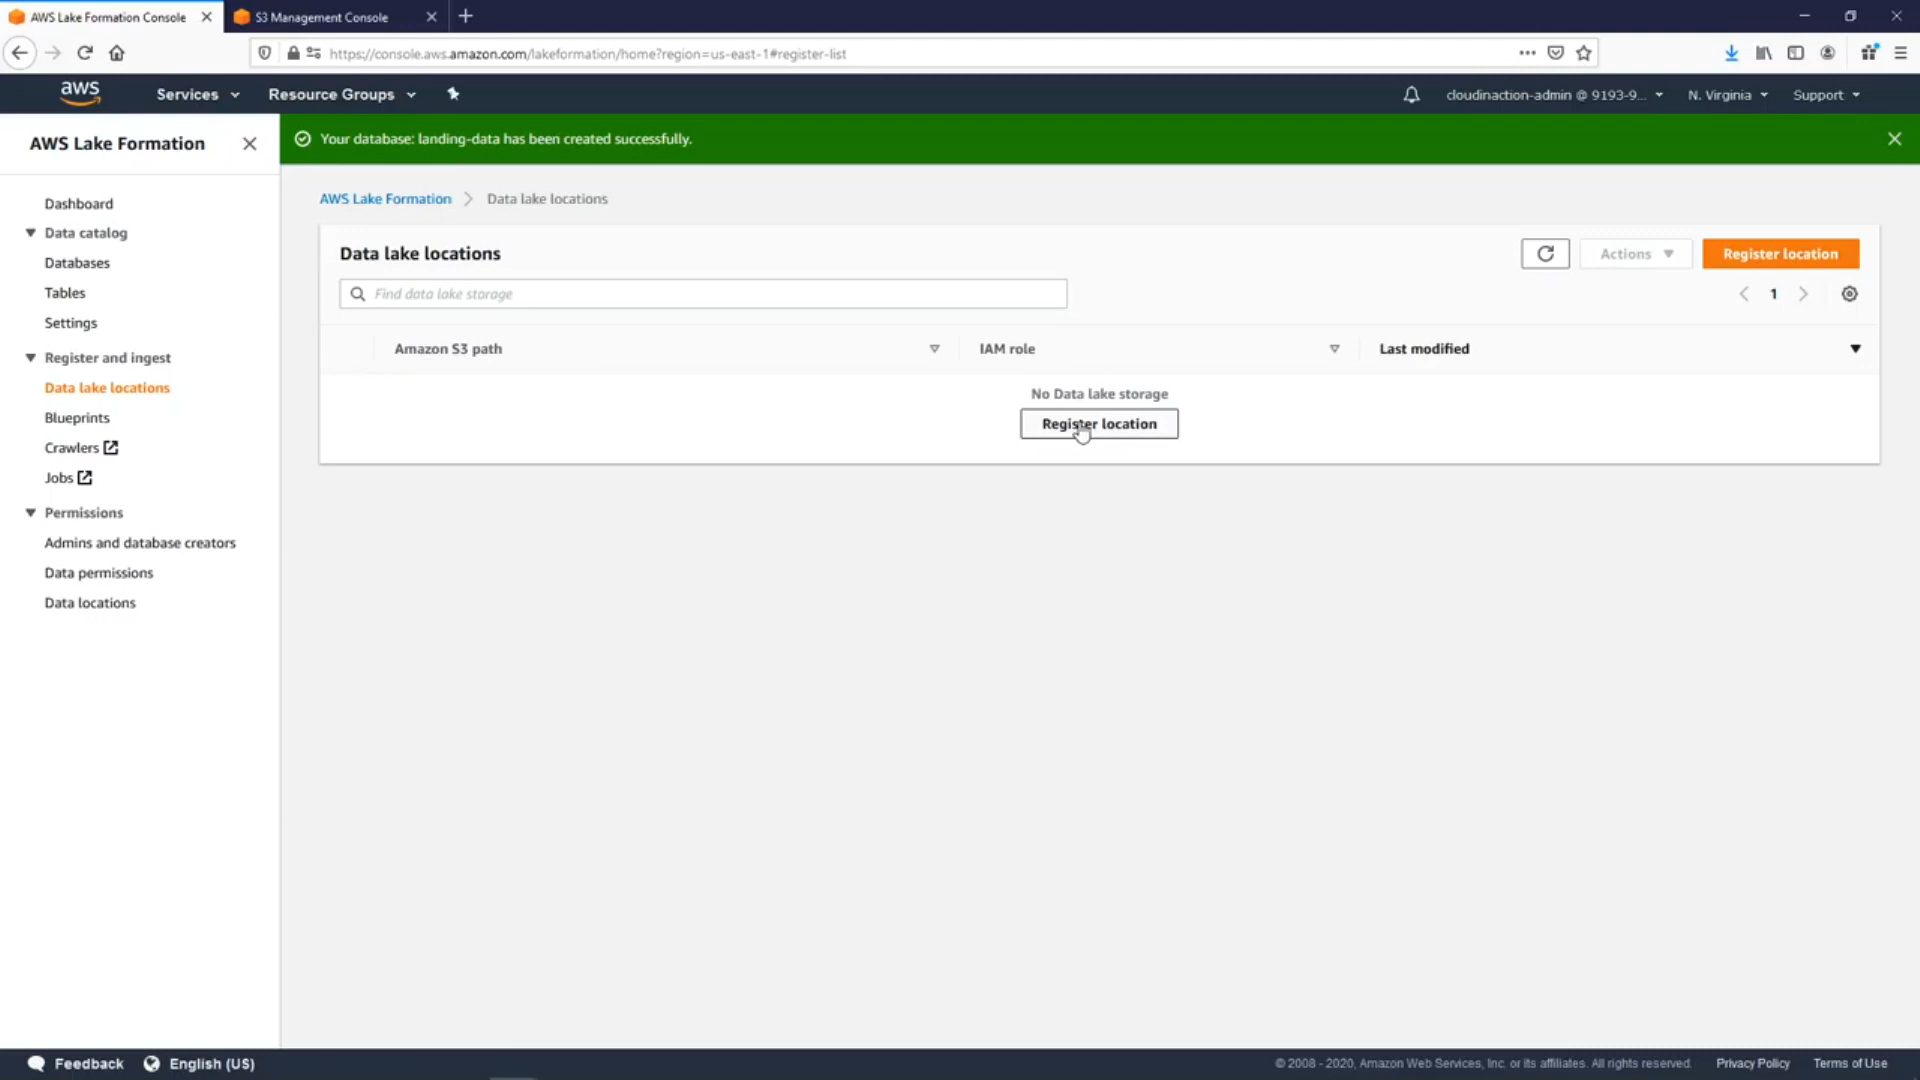 AWS Lake Formation Console
S3 Management Console
https://console.aws.amazon.com/lakeformation/home?region=us-east-1#register-list
aws
Services
Resource Groups
cloudinaction-admin @ 9193-9...
N. Virginia
Support
AWS Lake Formation
Your database: landing-data has been created successfully.
Dashboard
Data catalog
Databases
Tables
Settings
Register and ingest
Data lake locations
Blueprints
Crawlers
Jobs
Permissions
Admins and database creators
Data permissions
Data locations
AWS Lake Formation
Data lake locations
Data lake locations
Actions
Register location
Find data lake storage
1
Amazon S3 path
IAM role
Last modified
No Data lake storage
Register location
Feedback
English (US)
© 2008 - 2020, Amazon Web Services, Inc. or its affiliates. All rights reserved.
Privacy Policy
Terms of Use